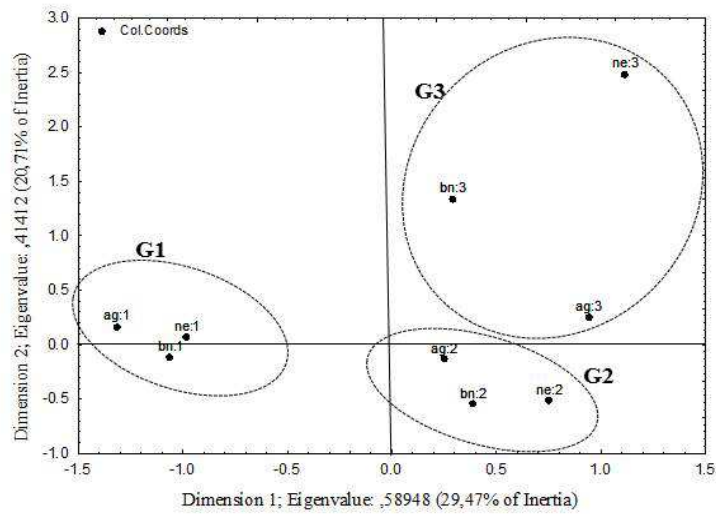 3.0
Col.Coords
ne:3
G3
2.5
2.0
1.5
bn:3
1.0
G1
0.5
ag:1
ne:1
ag:3
bn:1
0.0
ag:2
G2
bn:2
ne:2
-0.5
-1.0
-1.5
-1.0
-0.5
0.0
0.5
1.0
1.5
Dimension 1; Eigenvalue: ,58948 (29,47% of Inertia)
Dimension 2; Eigenvalue: ,41412 (20,71% of Inertia)